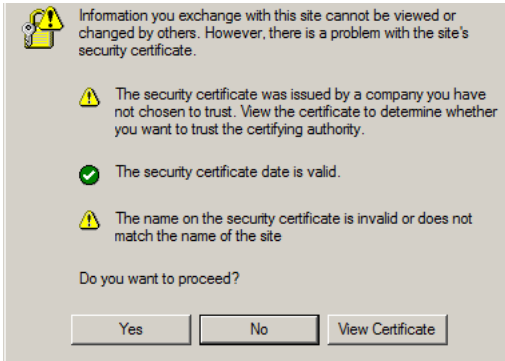 Information you exchange with this site cannot be viewed or
changed by others. However, there is a problem with the site's
security certificate.
The security certificate was issued by a company you have
not chosen to trust. View the certificate to determine whether
you want to trust the certifying authority.
The security certificate date is valid.
The name on the security certificate is invalid or does not
match the name of the site
Do you want to proceed?
Yes
No
View Certificate